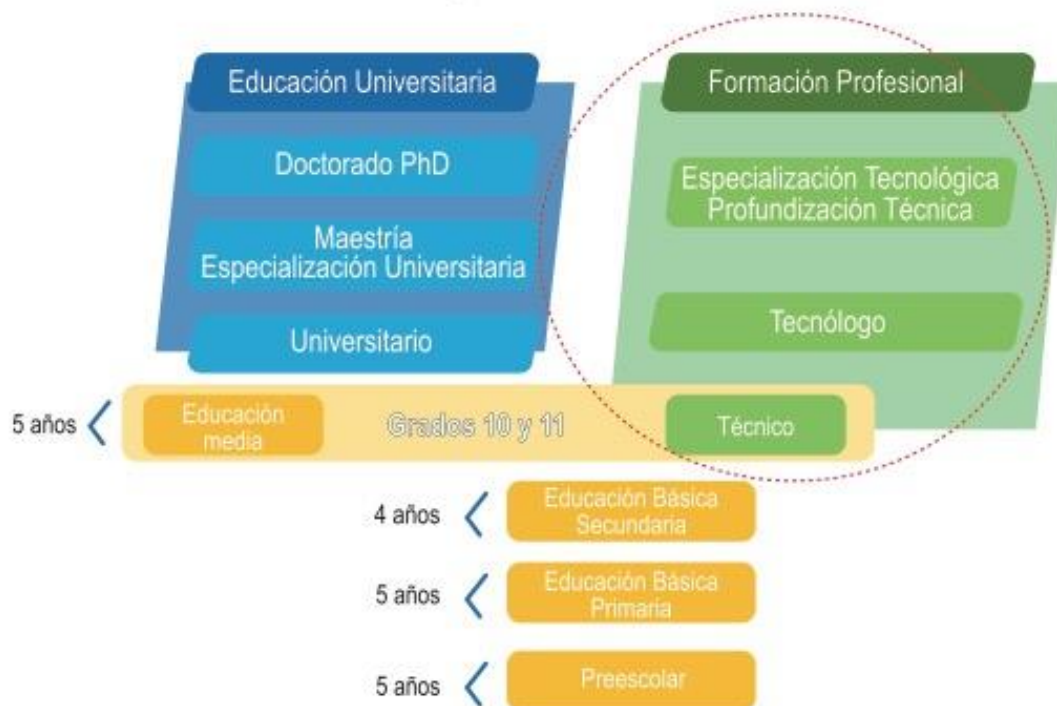 Educación Universitaria
Doctorado PhD
Maestría
Especialización Universitaria
Universitario
Formación Profesional
Especialización Tecnológica
Profundización Técnica
Tecnólogo
5 años
Educación
media
Grados 10 y 11
Técnico
4 años
Educación Básica
Secundaria
5 años
Educación Básica
Primaria
5 años
Preescolar